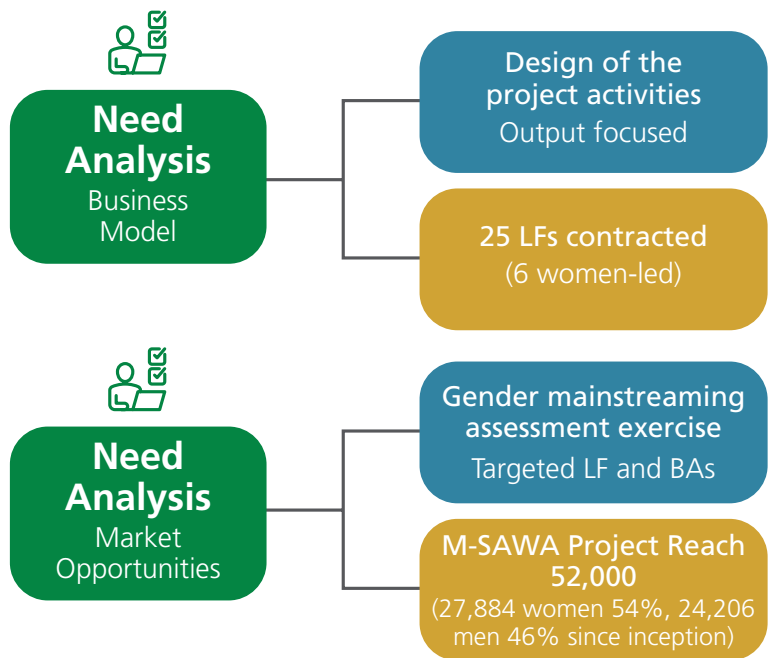 Need
Analysis
Business
Model
Design of the
project activities
Output focused
25 LFs contracted
(6 women-led)
Need
Analysis
Market
Opportunities
Gender mainstreaming
assessment exercise
Targeted LF and BAs
M-SAWA Project Reach
52,000
(27,884 women 54%, 24,206
men 46% since inception)